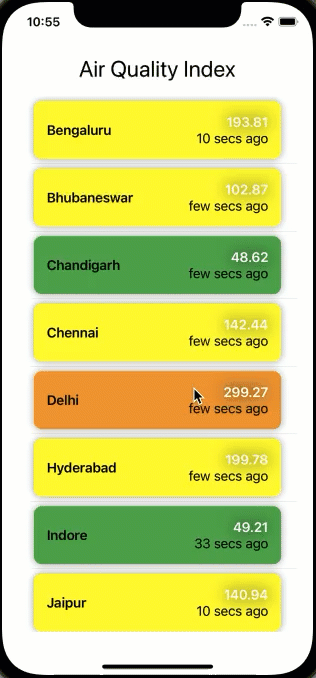 10:55
Air Quality Index
Bengaluru
193.81
10 secs ago
Bhubaneswar
102.87
few secs ago
Chandigarh
48.62
few secs ago
Chennai
142.44
few secs ago
Delhi
299.27
few secs ago
Hyderabad
199.78
few secs ago
Indore
49.21
33 secs ago
Jaipur
140.94
10 secs ago